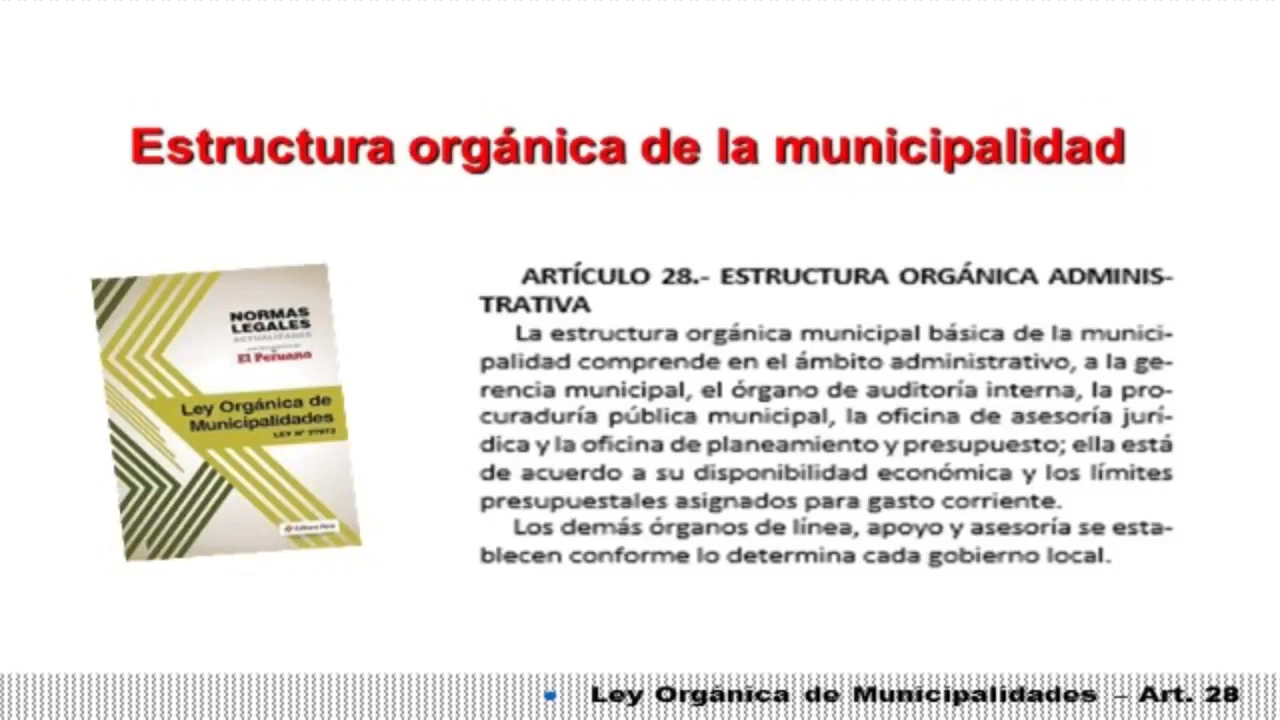 Estructura orgánica de la municipalidad
NORMAS
LEGALES
ACTUALIZADAS
El Peruano
Ley Orgánica de
Municipalidades
LEY N° 27972
Editora Perú
ARTÍCULO 28.- ESTRUCTURA ORGÁNICA ADMINIS-
TRATIVA
La estructura orgánica municipal básica de la munici-
palidad comprende en el ámbito administrativo, a la ge-
rencia municipal, el órgano de auditoría interna, la pro-
curaduría pública municipal, la oficina de asesoría jurí-
dica y la oficina de planeamiento y presupuesto; ella está
de acuerdo a su disponibilidad económica y los límites
presupuestales asignados para gasto corriente.
Los demás órganos de línea, apoyo y asesoría se esta-
blecen conforme lo determina cada gobierno local.
• Ley Orgánica de Municipalidades – Art. 28